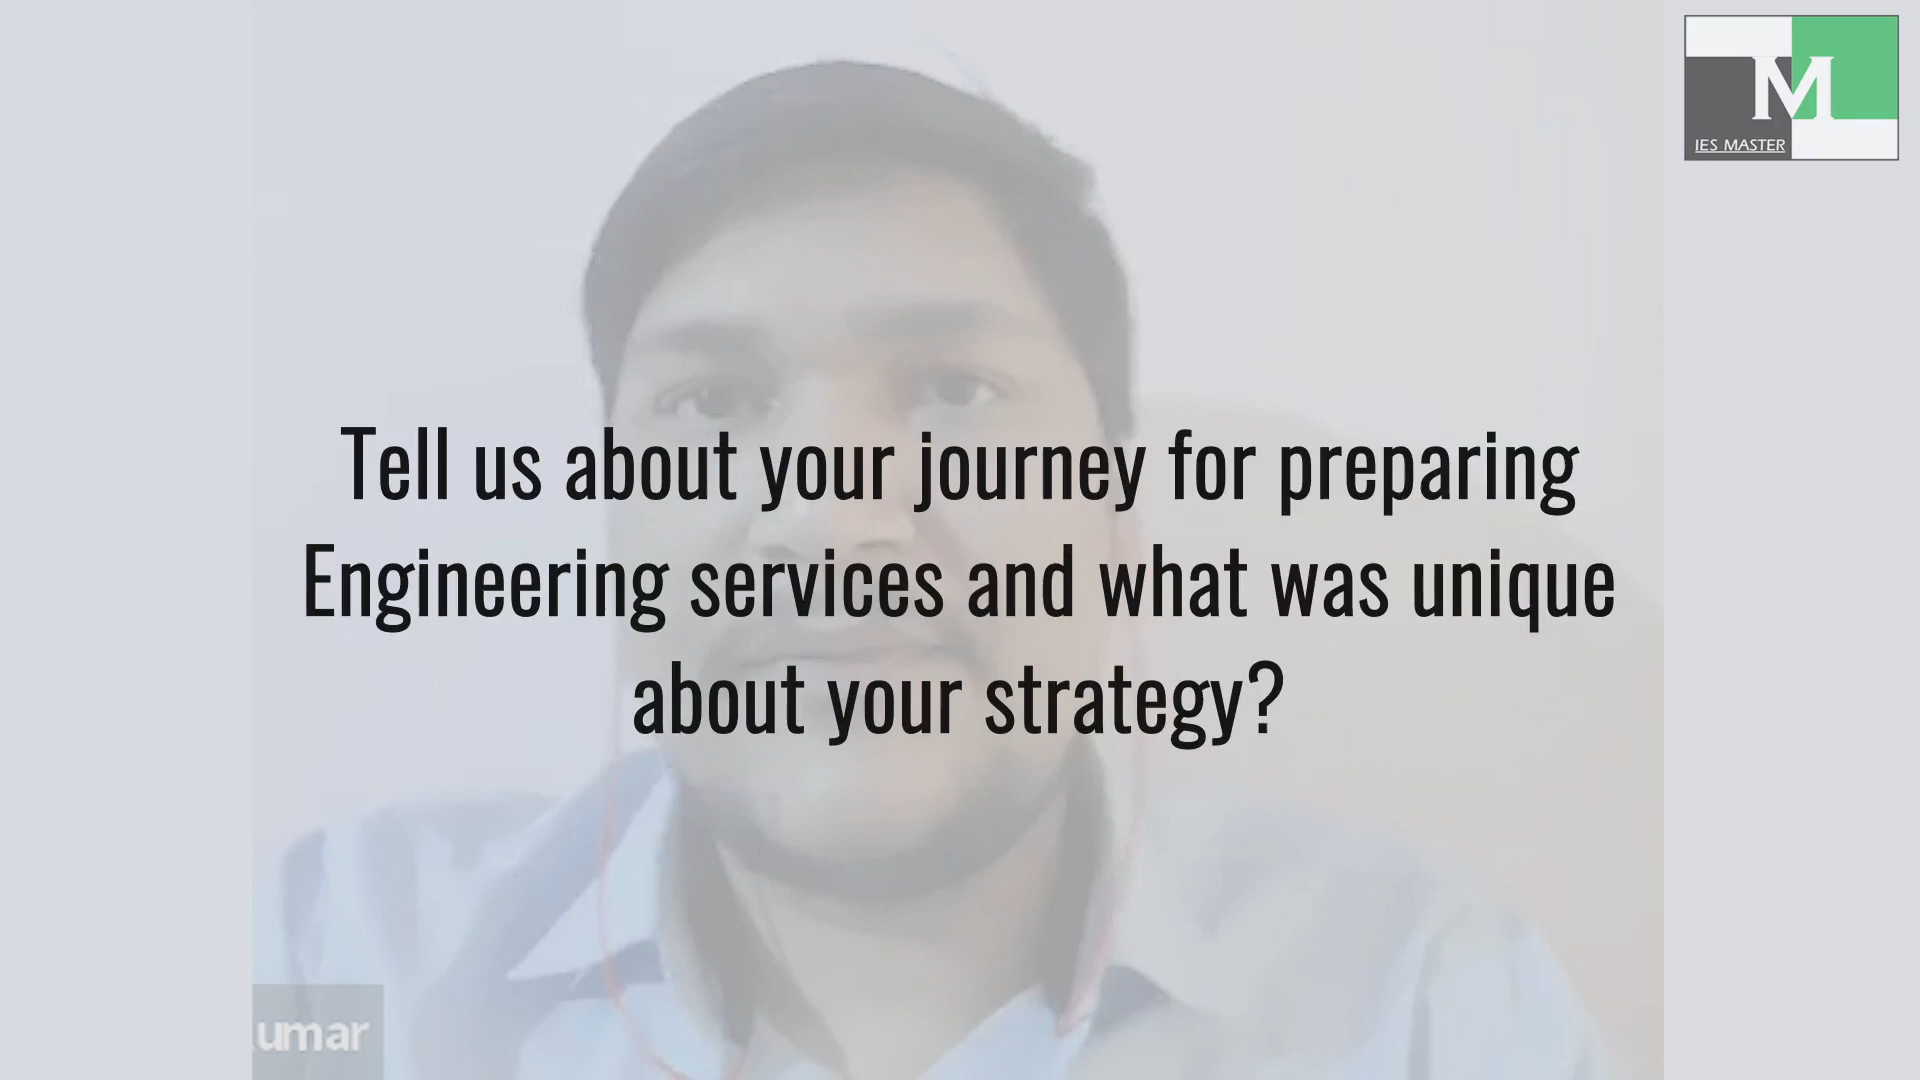 M
IES MASTER
Tell us about your journey for preparing
Engineering services and what was unique
about your strategy?
umar